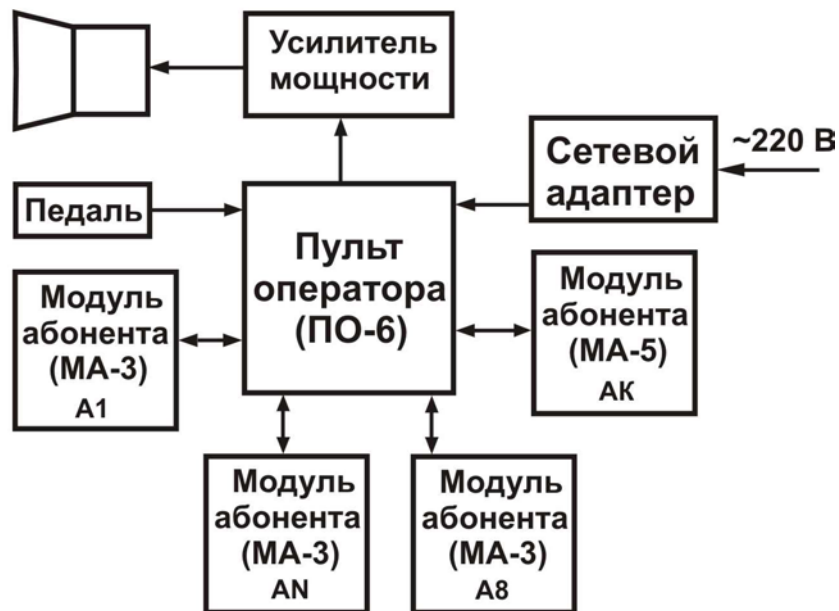 Усилитель
мощности
~220 В
Сетевой
адаптер
Педаль
Пульт
оператора
(ПО-6)
Модуль
абонента
(МА-3)
А1
Модуль
абонента
(МА-5)
АК
Модуль
абонента
(МА-3)
AN
Модуль
абонента
(МА-3)
А8